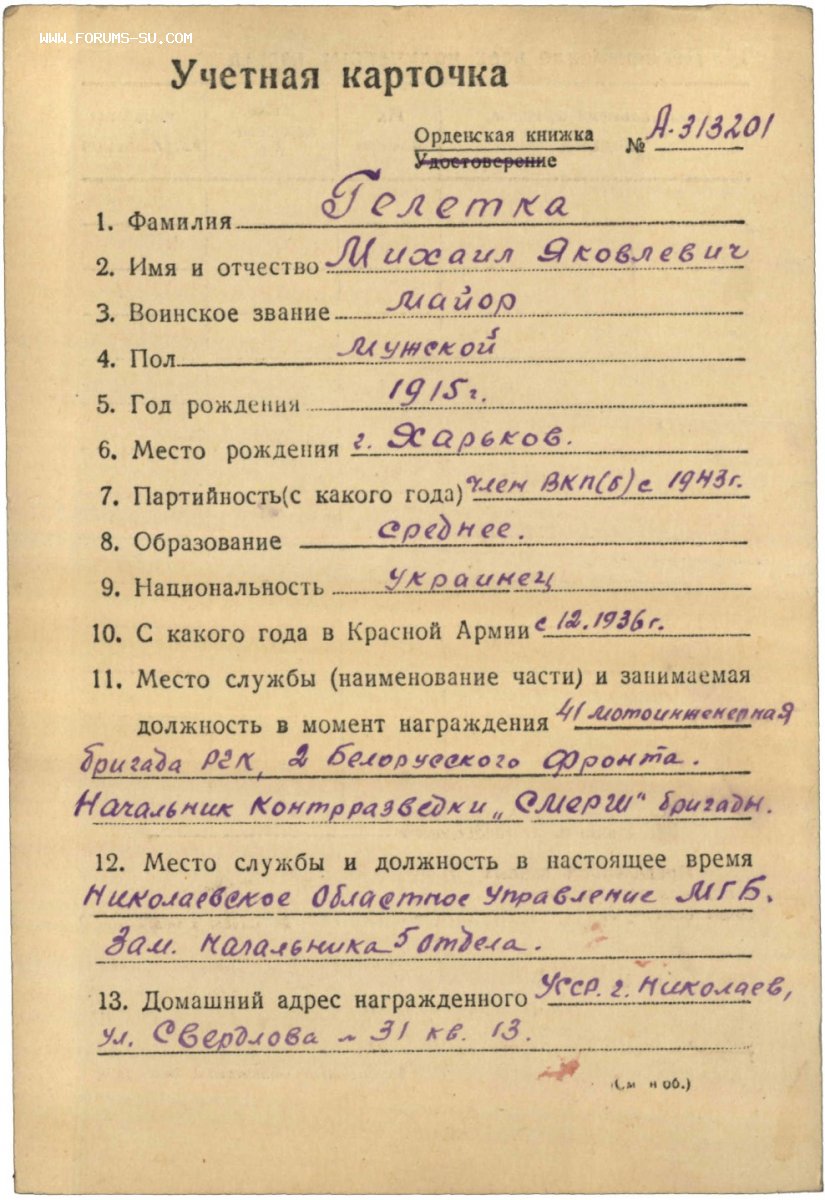 WWW.FORUMS-SU.COM
Учетная карточка
Орденская книжка
Удостоверение
№ А-313201
1. Фамилия Гелетка
2. Имя и отчество Михаил Яковлевич
3. Воинское звание майор
4. Пол Мужской
5. Год рождения 1915 г.
6. Место рождения г. Харьков.
7. Партийность (с какого года) член ВКП(б) с 1943 г.
8. Образование среднее.
9. Национальность украинец
10. С какого года в Красной Армии с 12.1936 г.
11. Место службы (наименование части) и занимаемая
должность в момент награждения 41 мотоинженерная
бригада РГК, 2 Белорусского Фронта.
Начальник Контрразведки „СМЕРШ“ бригады.
12. Место службы и должность в настоящее время
Николаевское Областное Управление МГБ.
Зам. начальника 5 отдела.
13. Домашний адрес награжденного УССР. г. Николаев,
ул. Свердлова 31 кв. 13.
(См н об.)